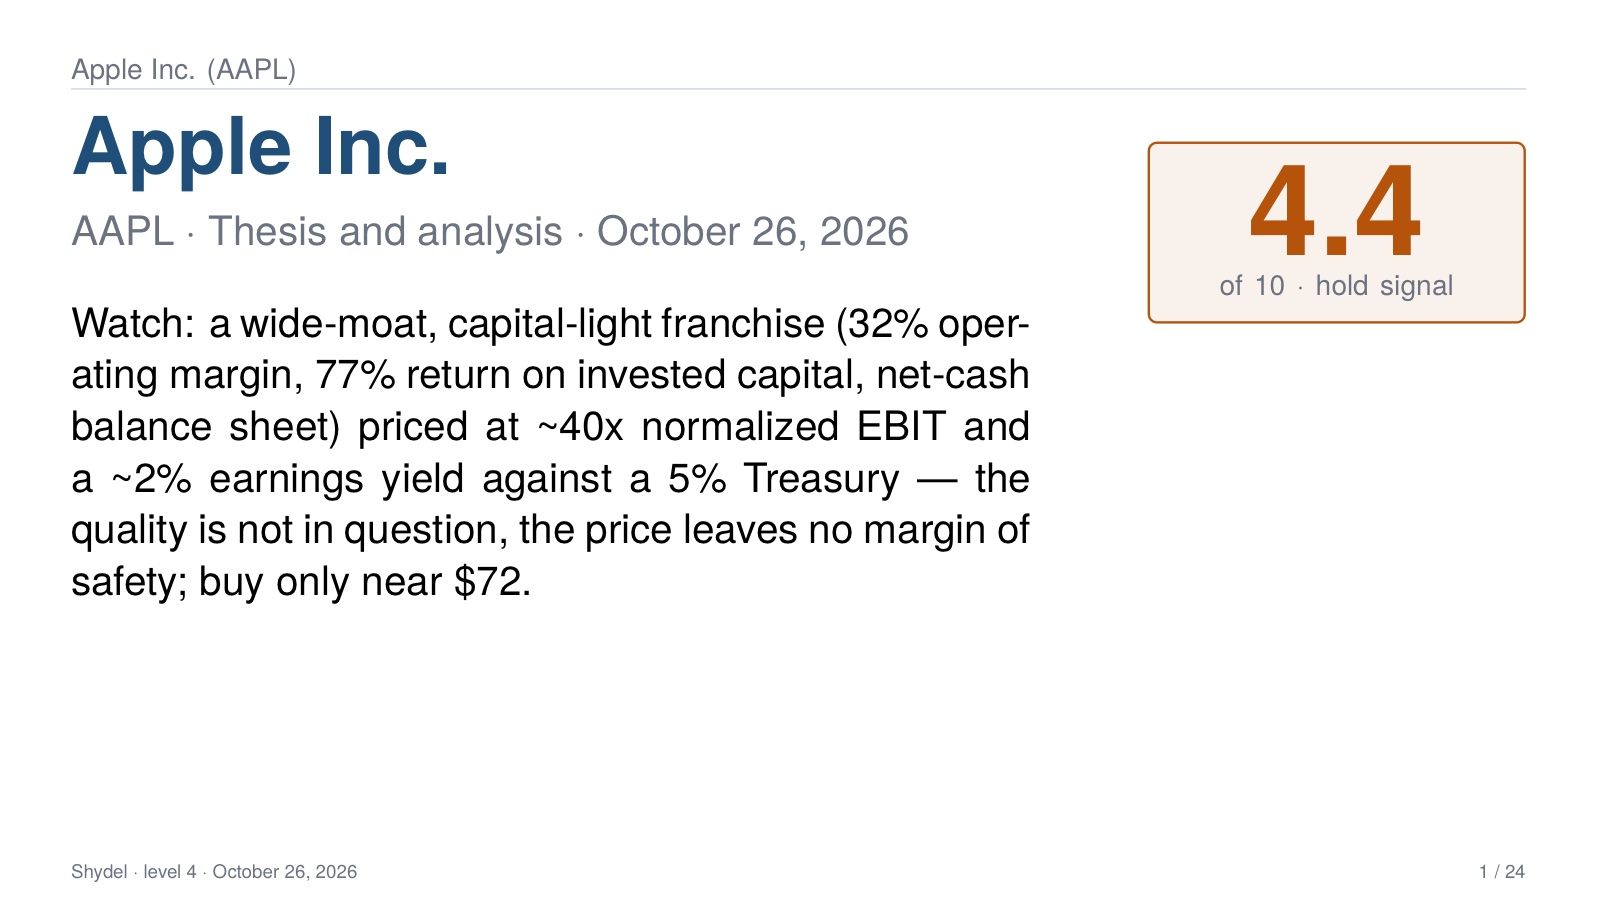 Apple Inc. (AAPL)
Apple Inc.
AAPL · Thesis and analysis · October 26, 2026
4.4
of 10 · hold signal
Watch: a wide-moat, capital-light franchise (32% oper-
ating margin, 77% return on invested capital, net-cash
balance sheet) priced at ~40x normalized EBIT and
a ~2% earnings yield against a 5% Treasury — the
quality is not in question, the price leaves no margin of
safety; buy only near $72.
Shydel · level 4 · October 26, 2026
1 / 24